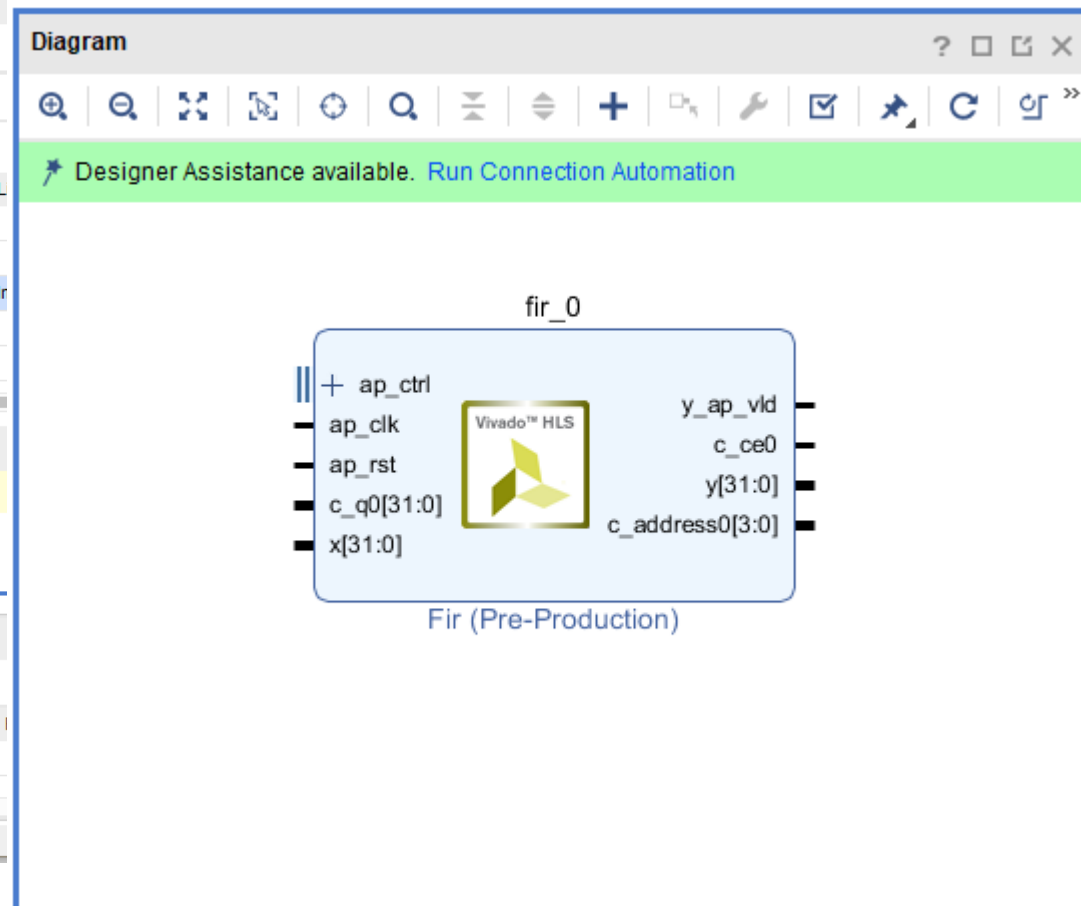 Diagram
Designer Assistance available. Run Connection Automation
fir_0
ap_ctrl
ap_clk
ap_rst
c_q0[31:0]
x[31:0]
Vivado™ HLS
y_ap_vld
c_ce0
y[31:0]
c_address0[3:0]
Fir (Pre-Production)